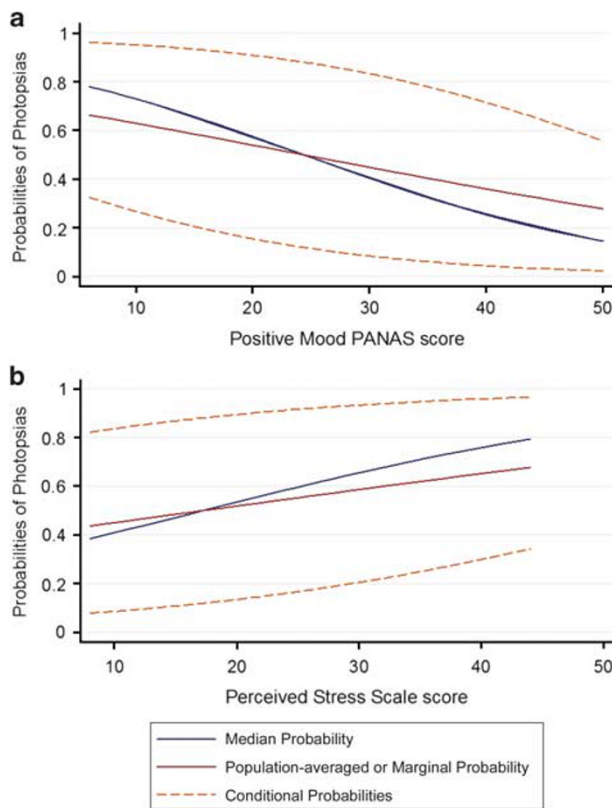 a
Probabilities of Photopsias
1
0.8
0.6
0.4
0.2
0
10 20 30 40 50
Positive Mood PANAS score
b
Probabilities of Photopsias
1
0.8
0.6
0.4
0.2
0
10 20 30 40 50
Perceived Stress Scale score
Median Probability
Population-averaged or Marginal Probability
Conditional Probabilities